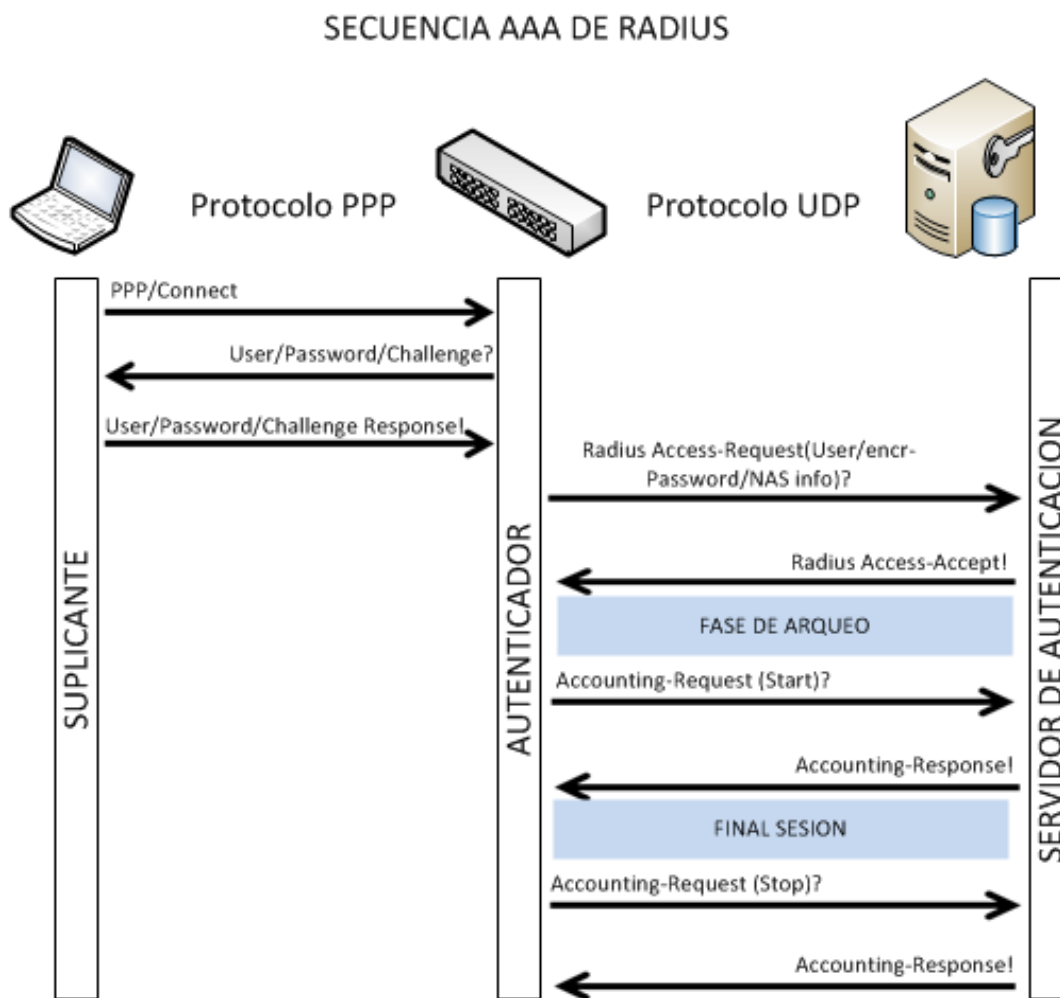 SECUENCIA AAA DE RADIUS
Protocolo PPP
Protocolo UDP
PPP/Connect
User/Password/Challenge?
User/Password/Challenge Response!
Radius Access-Request(User/encr-
Password/NAS info)?
Radius Access-Accept!
FASE DE ARQUEO
Accounting-Request (Start)?
Accounting-Response!
FINAL SESION
Accounting-Request (Stop)?
Accounting-Response!
SUPLICANTE
AUTENTICADOR
SERVIDOR DE AUTENTICACION